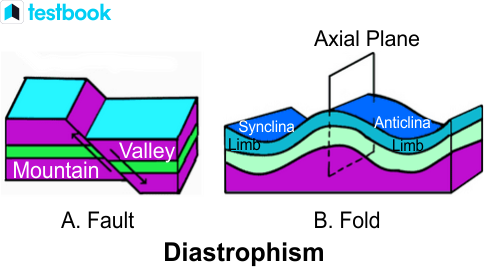 testbook
Axial Plane
Synclina
Anticlina
Limb
Limb
Valley
Mountain
A. Fault
B. Fold
Diastrophism